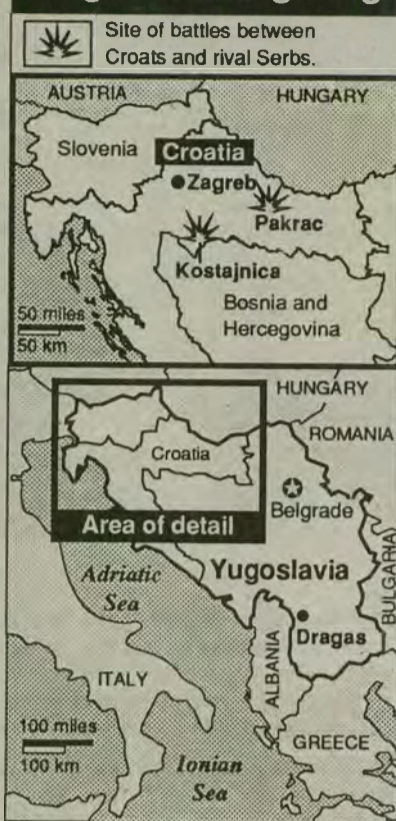 Site of battles between
Croats and rival Serbs.
AUSTRIA
HUNGARY
Slovenia
Croatia
Zagreb
Pakrac
Kostajnica
Bosnia and
Hercegovina
50 miles
50 km
HUNGARY
ROMANIA
Croatia
Belgrade
Area of detail
BULGARIA
Adriatic
Sea
Yugoslavia
Dragas
ITALY
ALBANIA
100 miles
100 km
GREECE
Ionian
Sea